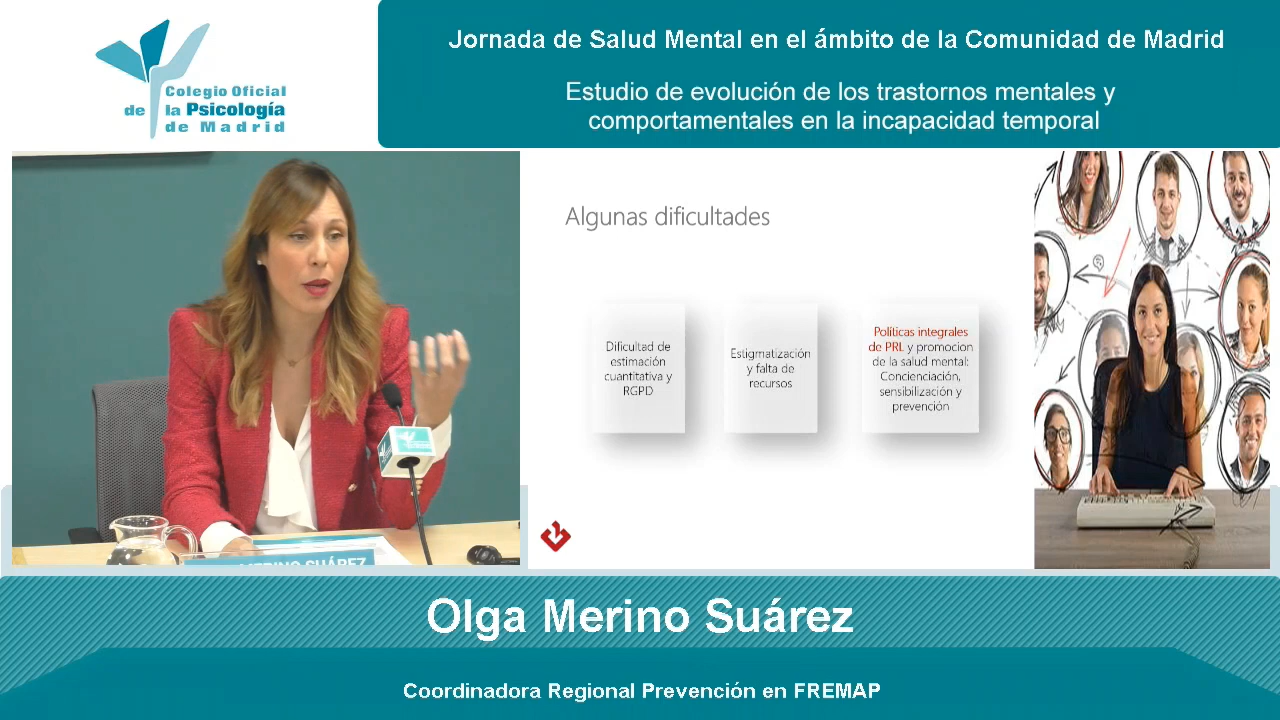 Colegio Oficial
de la Psicología
de Madrid
Jornada de Salud Mental en el ámbito de la Comunidad de Madrid
Estudio de evolución de los trastornos mentales y
comportamentales en la incapacidad temporal
Algunas dificultades
Dificultad de
estimación
cuantitativa y
RGPD
Estigmatización
y falta de
recursos
Políticas integrales
de PRL y promocion
de la salud mental:
Concienciación,
sensibilización y
prevención
MERINO SUÁREZ
Olga Merino Suárez
Coordinadora Regional Prevención en FREMAP